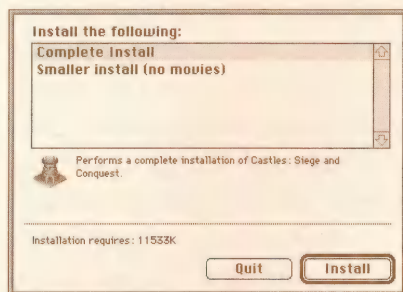 Install the following:
Complete Install
Smaller install (no movies)
Performs a complete installation of Castles: Siege and
Conquest.
Installation requires: 11533K
Quit
Install